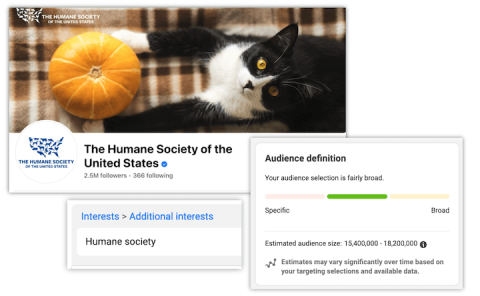 THE HUMANE SOCIETY
OF THE UNITED STATES
THE HUMANE SOCIETY
OF THE UNITED STATES
The Humane Society of the
United States
2.5M followers • 366 following
Interests > Additional interests
Humane society
Audience definition
Your audience selection is fairly broad.
Specific
Broad
Estimated audience size: 15,400,000 - 18,200,000
Estimates may vary significantly over time based on
your targeting selections and available data.